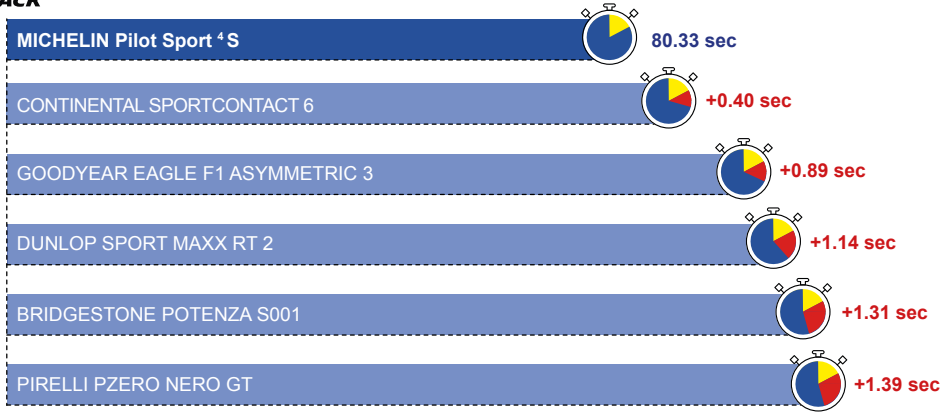 MICHELIN Pilot Sport ⁴ S
80.33 sec
CONTINENTAL SPORTCONTACT 6
+0.40 sec
GOODYEAR EAGLE F1 ASYMMETRIC 3
+0.89 sec
DUNLOP SPORT MAXX RT 2
+1.14 sec
BRIDGESTONE POTENZA S001
+1.31 sec
PIRELLI PZERO NERO GT
+1.39 sec